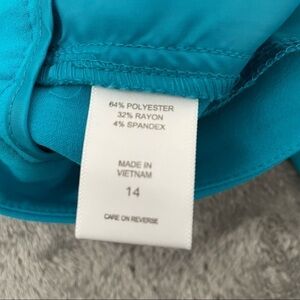 64% POLYESTER
32% RAYON
4% SPANDEX
MADE IN
VIETNAM
14
CARE ON REVERSE